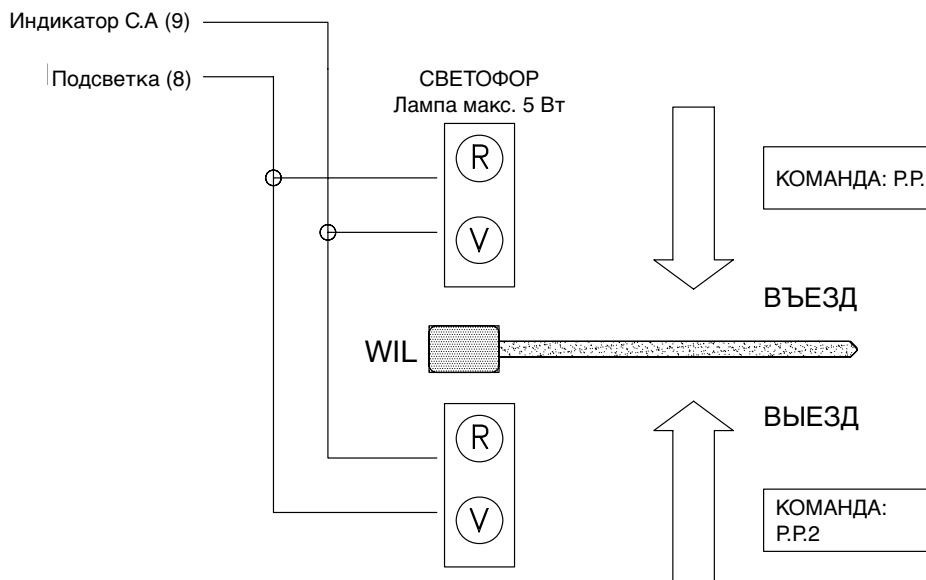 Индикатор С.А (9)
Подсветка (8)
СВЕТОФОР
Лампа макс. 5 Вт
R
КОМАНДА: Р.Р.
V
ВЪЕЗД
WIL
ВЫЕЗД
R
V
КОМАНДА:
Р.Р.2